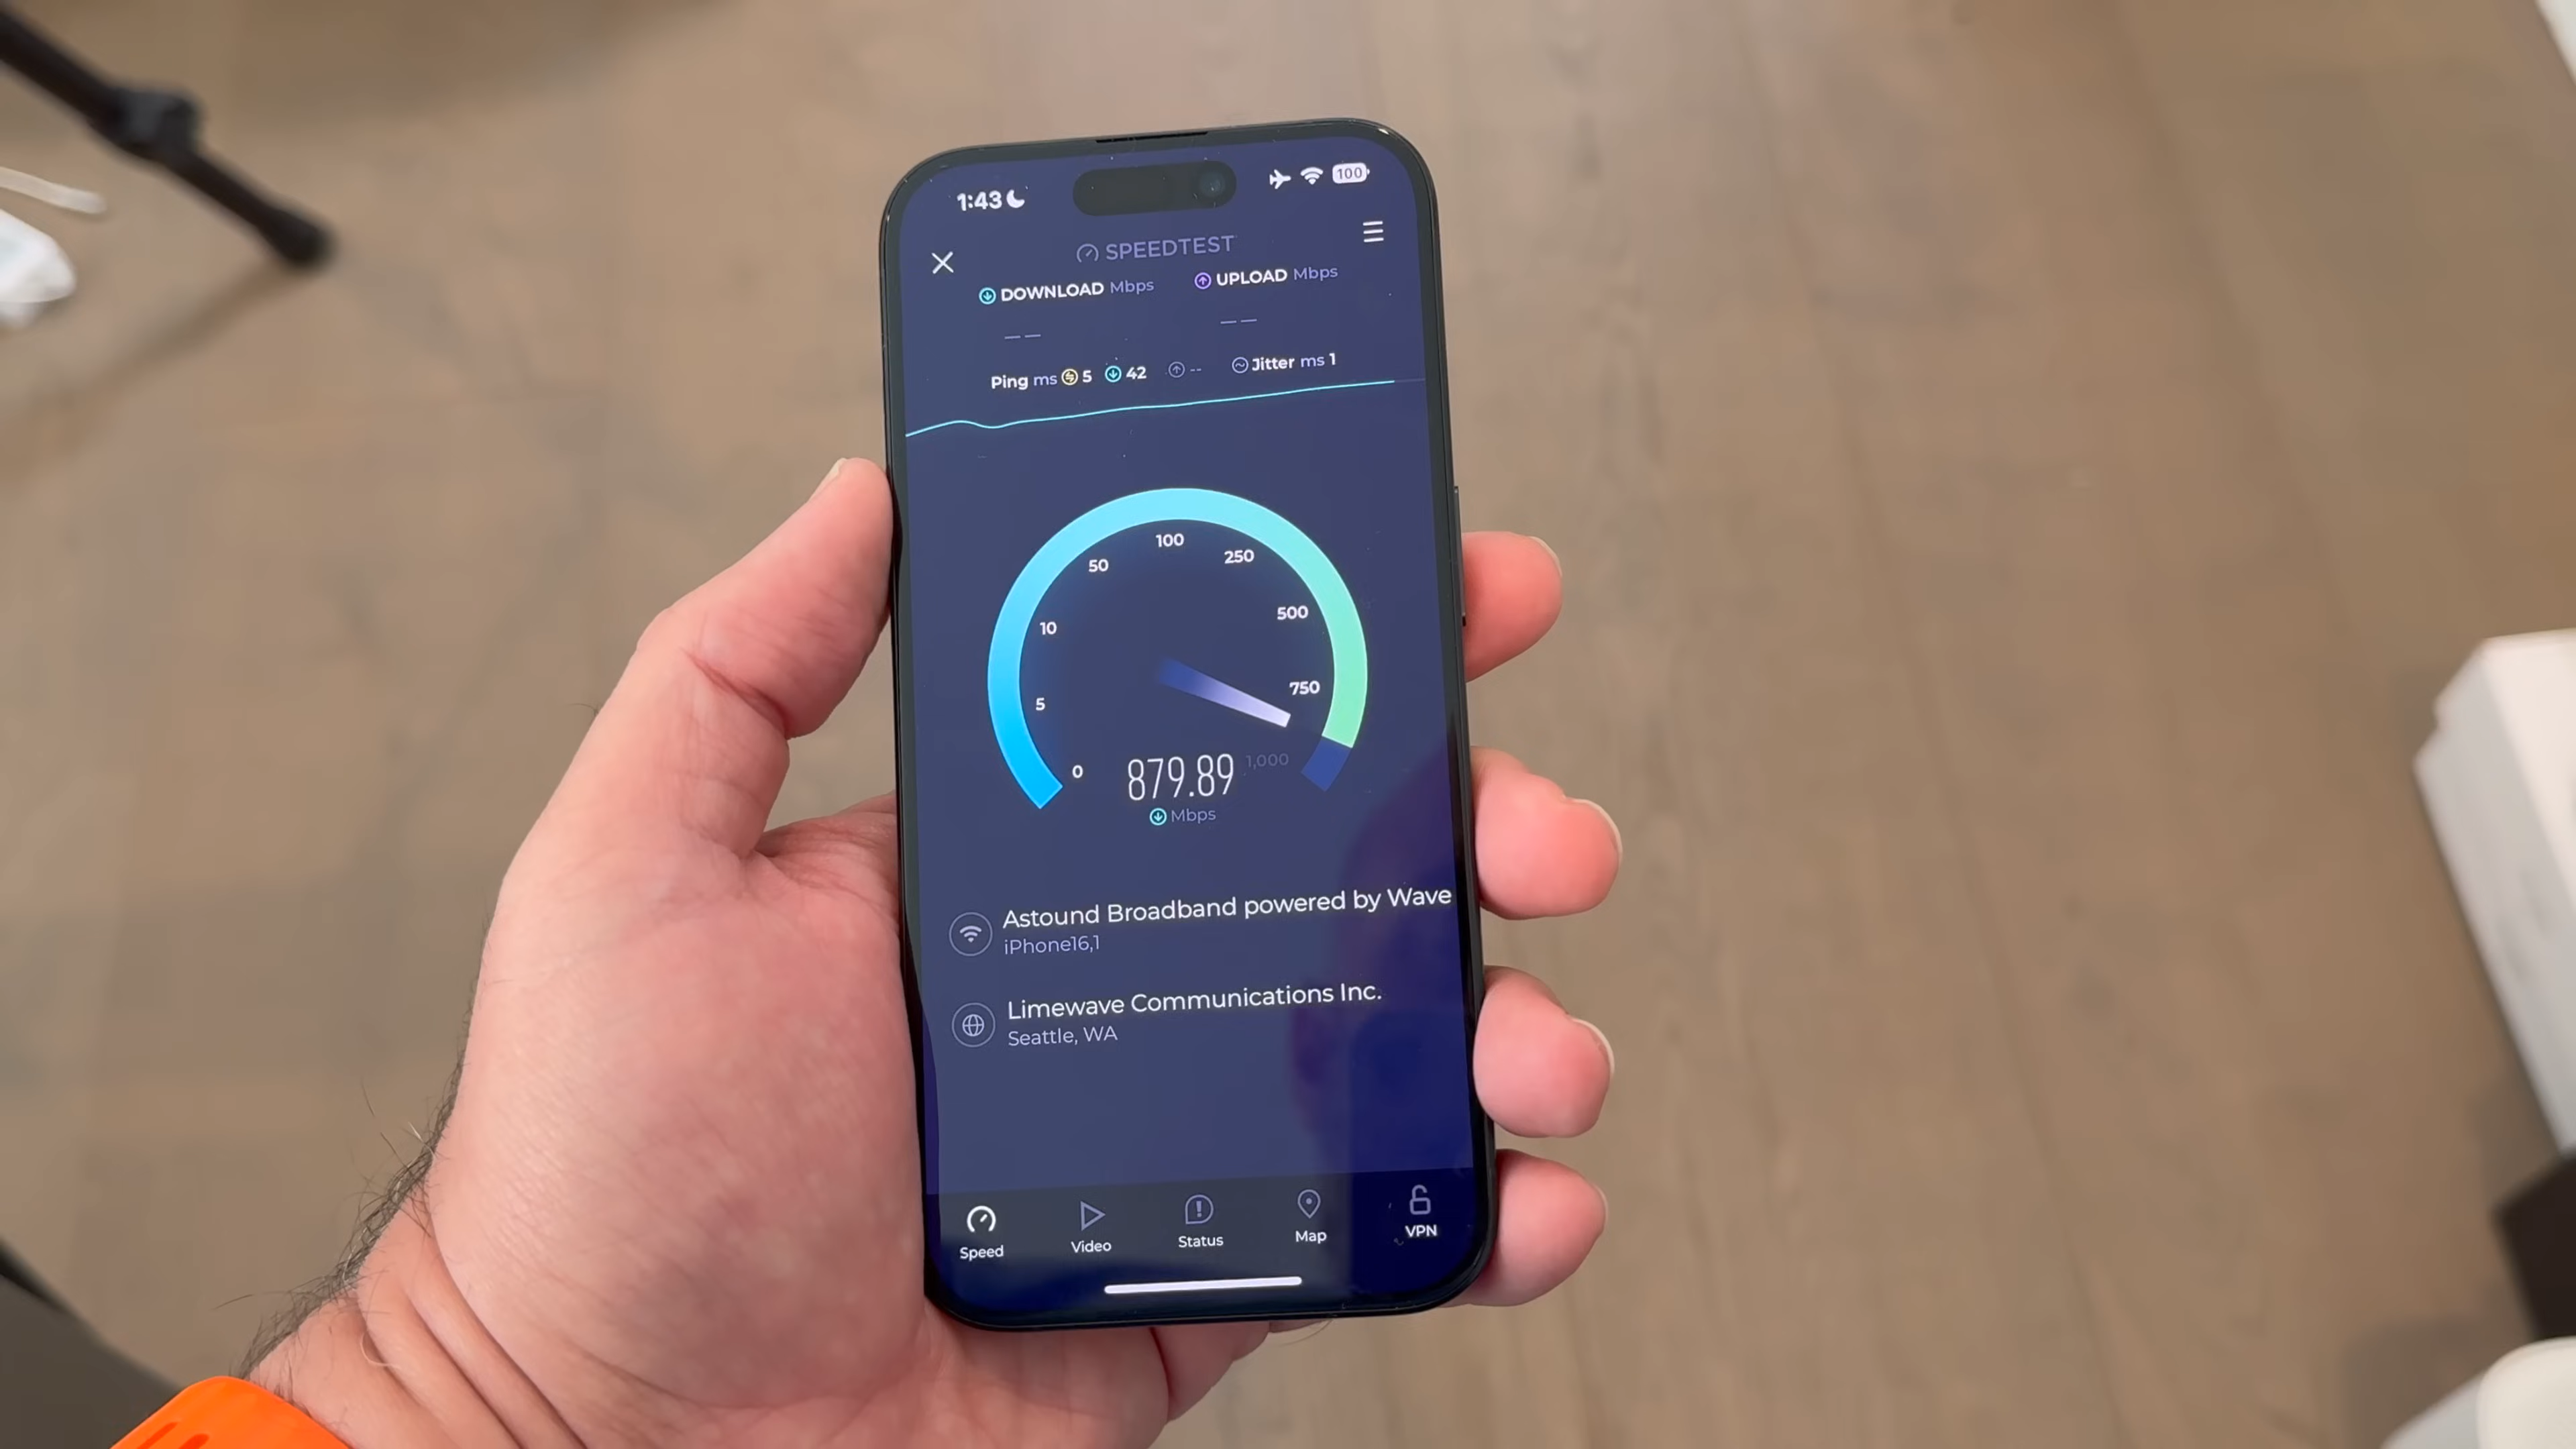 1:43 100
SPEEDTEST
DOWNLOAD Mbps UPLOAD Mbps
— — — —
Ping ms 5 42 -- Jitter ms 1
0
5
10
50
100
250
500
750
1,000
879.89
Mbps
Astound Broadband powered by Wave
iPhone16,1
Limewave Communications Inc.
Seattle, WA
Speed Video Status Map VPN